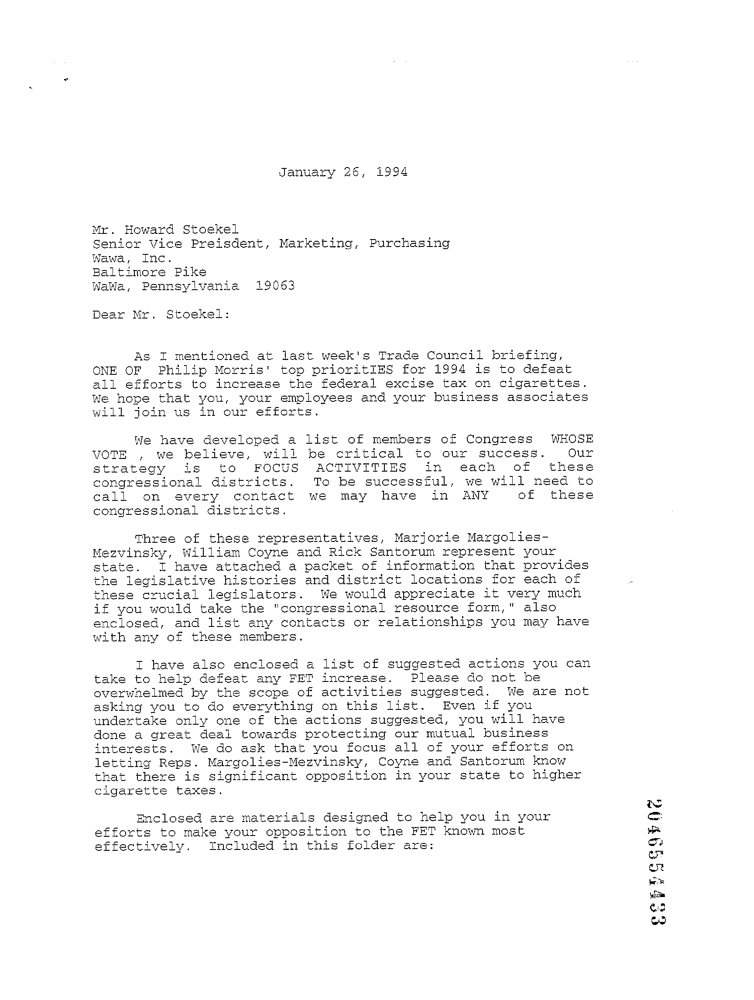 January 26, 1994
Mr. Howard Stoekel
Senior Vice Preisdent, Marketing, Purchasing
Wawa, Inc.
Baltimore Pike
WaWa, Pennsylvania 19063
Dear Mr. Stoekel:
As I mentioned at last week's Trade Council briefing,
ONE OF Philip Morris' top prioritIES for 1994 is to defeat
all efforts to increase the federal excise tax on cigarettes.
We hope that you, your employees and your business associates
will join us in our efforts.
We have developed a list of members of Congress WHOSE
VOTE , we believe, will be critical to our success. Our
strategy is to FOCUS ACTIVITIES in each of these
congressional districts. To be successful, we will need to
call on every contact we may have in ANY of these
congressional districts.
Three of these representatives, Marjorie Margolies-
Mezvinsky, William Coyne and Rick Santorum represent your
state. I have attached a packet of information that provides
the legislative histories and district locations for each of
these crucial legislators. We would appreciate it very much
if you would take the "congressional resource form," also
enclosed, and list any contacts or relationships you may have
with any of these members.
I have also enclosed a list of suggested actions you can
take to help defeat any FET increase. Please do not be
overwhelmed by the scope of activities suggested. We are not
asking you to do everything on this list. Even if you
undertake only one of the actions suggested, you will have
done a great deal towards protecting our mutual business
interests. We do ask that you focus all of your efforts on
letting Reps. Margolies-Mezvinsky, Coyne and Santorum know
that there is significant opposition in your state to higher
cigarette taxes.
Enclosed are materials designed to help you in your
efforts to make your opposition to the FET known most
effectively. Included in this folder are:
2046554433